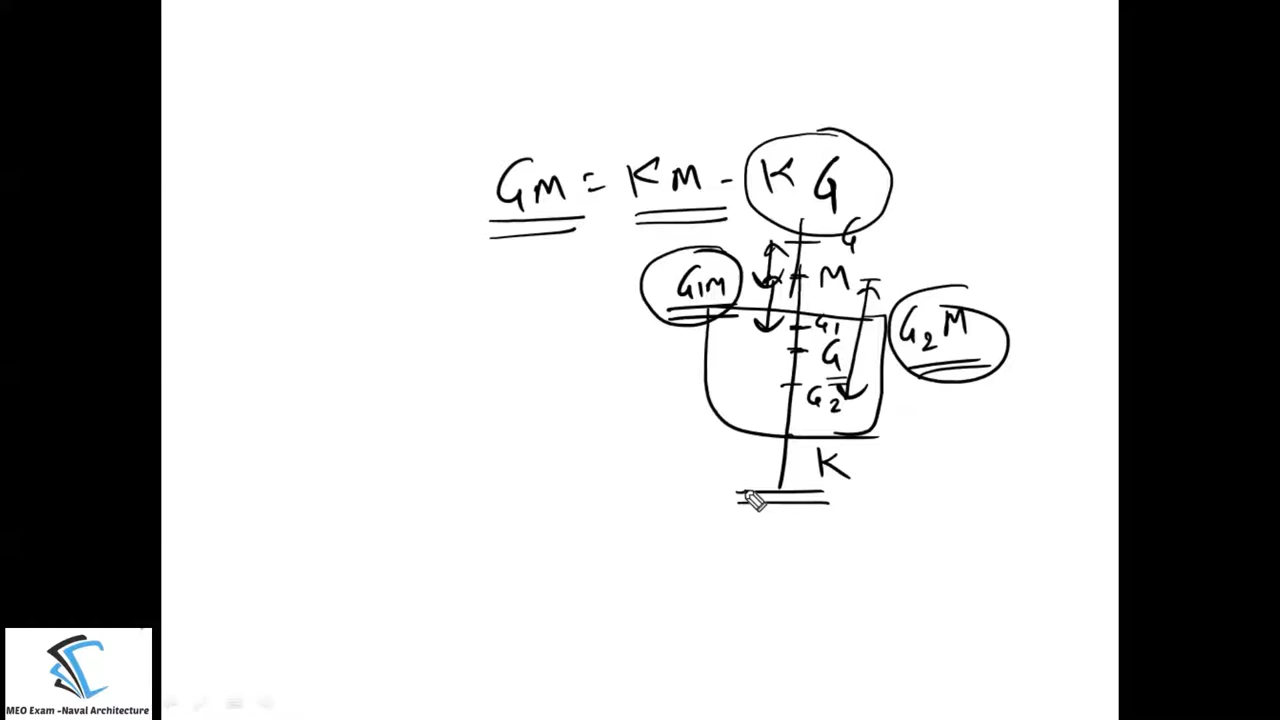 GM = KM - KG
G
G1M
M
G1
G2M
G
G2
K
MEO Exam -Naval Architecture